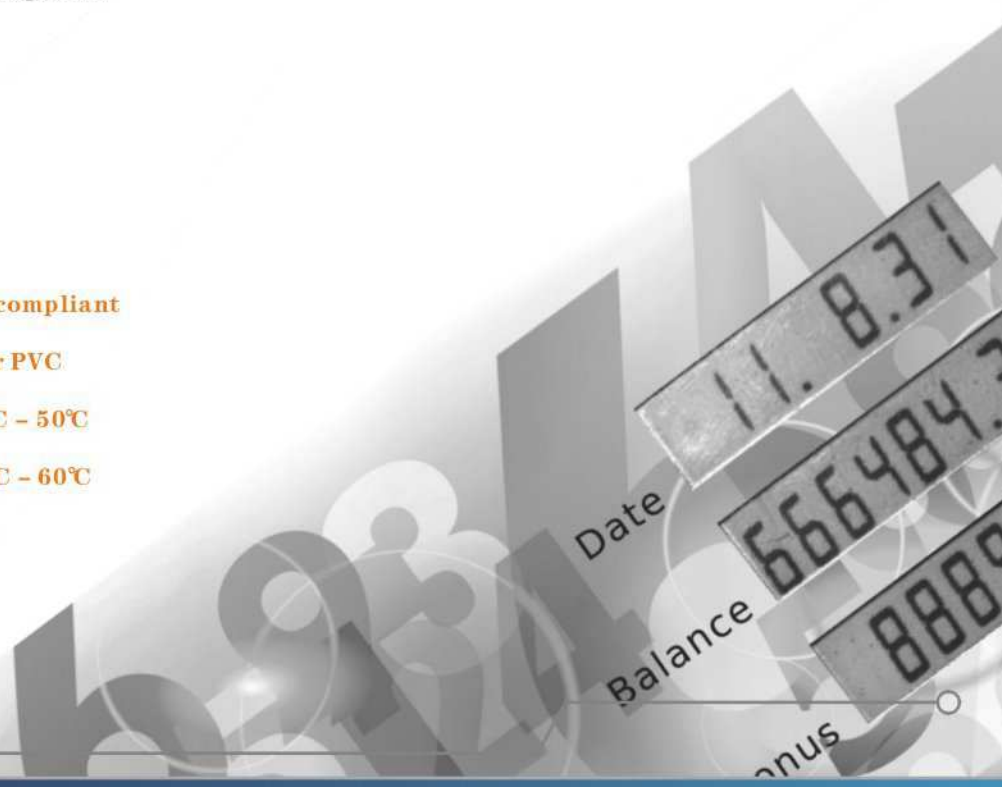 compliant
PVC
– 50℃
– 60℃
11. 8.31
Date
666484.
Balance
888